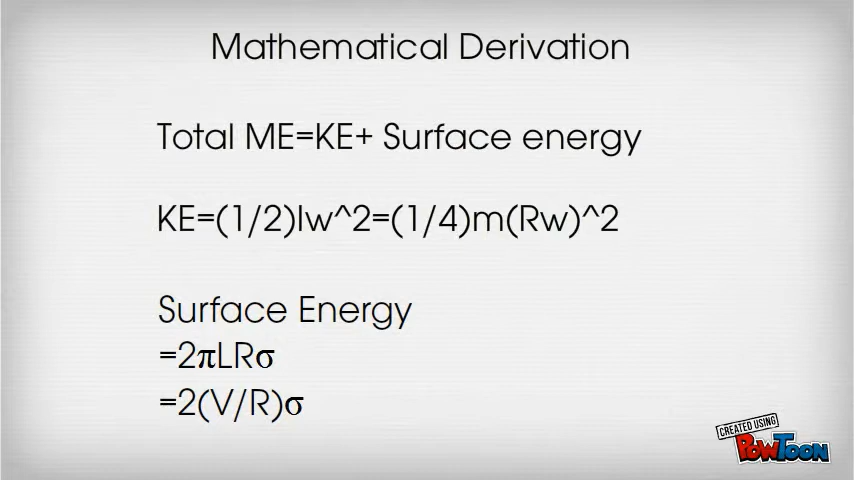 Mathematical Derivation
Total ME=KE+ Surface energy
KE=(1/2)Iw^2=(1/4)m(Rw)^2
Surface Energy
=2πLRσ
=2(V/R)σ
CREATED USING
POWTOON